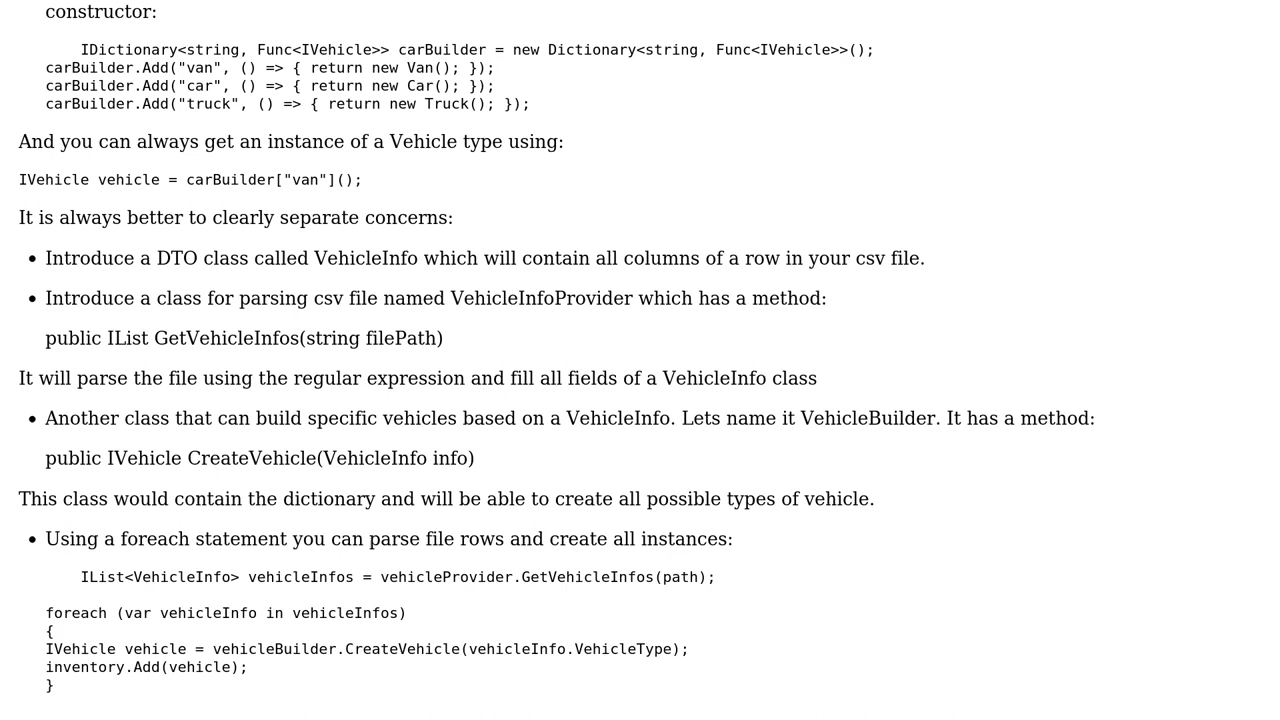 constructor:
IDictionary<string, Func<IVehicle>> carBuilder = new Dictionary<string, Func<IVehicle>>();
carBuilder.Add("van", () => { return new Van(); });
carBuilder.Add("car", () => { return new Car(); });
carBuilder.Add("truck", () => { return new Truck(); });
And you can always get an instance of a Vehicle type using:
IVehicle vehicle = carBuilder["van"]();
It is always better to clearly separate concerns:
• Introduce a DTO class called VehicleInfo which will contain all columns of a row in your csv file.
• Introduce a class for parsing csv file named VehicleInfoProvider which has a method:
public IList GetVehicleInfos(string filePath)
It will parse the file using the regular expression and fill all fields of a VehicleInfo class
• Another class that can build specific vehicles based on a VehicleInfo. Lets name it VehicleBuilder. It has a method:
public IVehicle CreateVehicle(VehicleInfo info)
This class would contain the dictionary and will be able to create all possible types of vehicle.
• Using a foreach statement you can parse file rows and create all instances:
IList<VehicleInfo> vehicleInfos = vehicleProvider.GetVehicleInfos(path);
foreach (var vehicleInfo in vehicleInfos)
{
IVehicle vehicle = vehicleBuilder.CreateVehicle(vehicleInfo.VehicleType);
inventory.Add(vehicle);
}